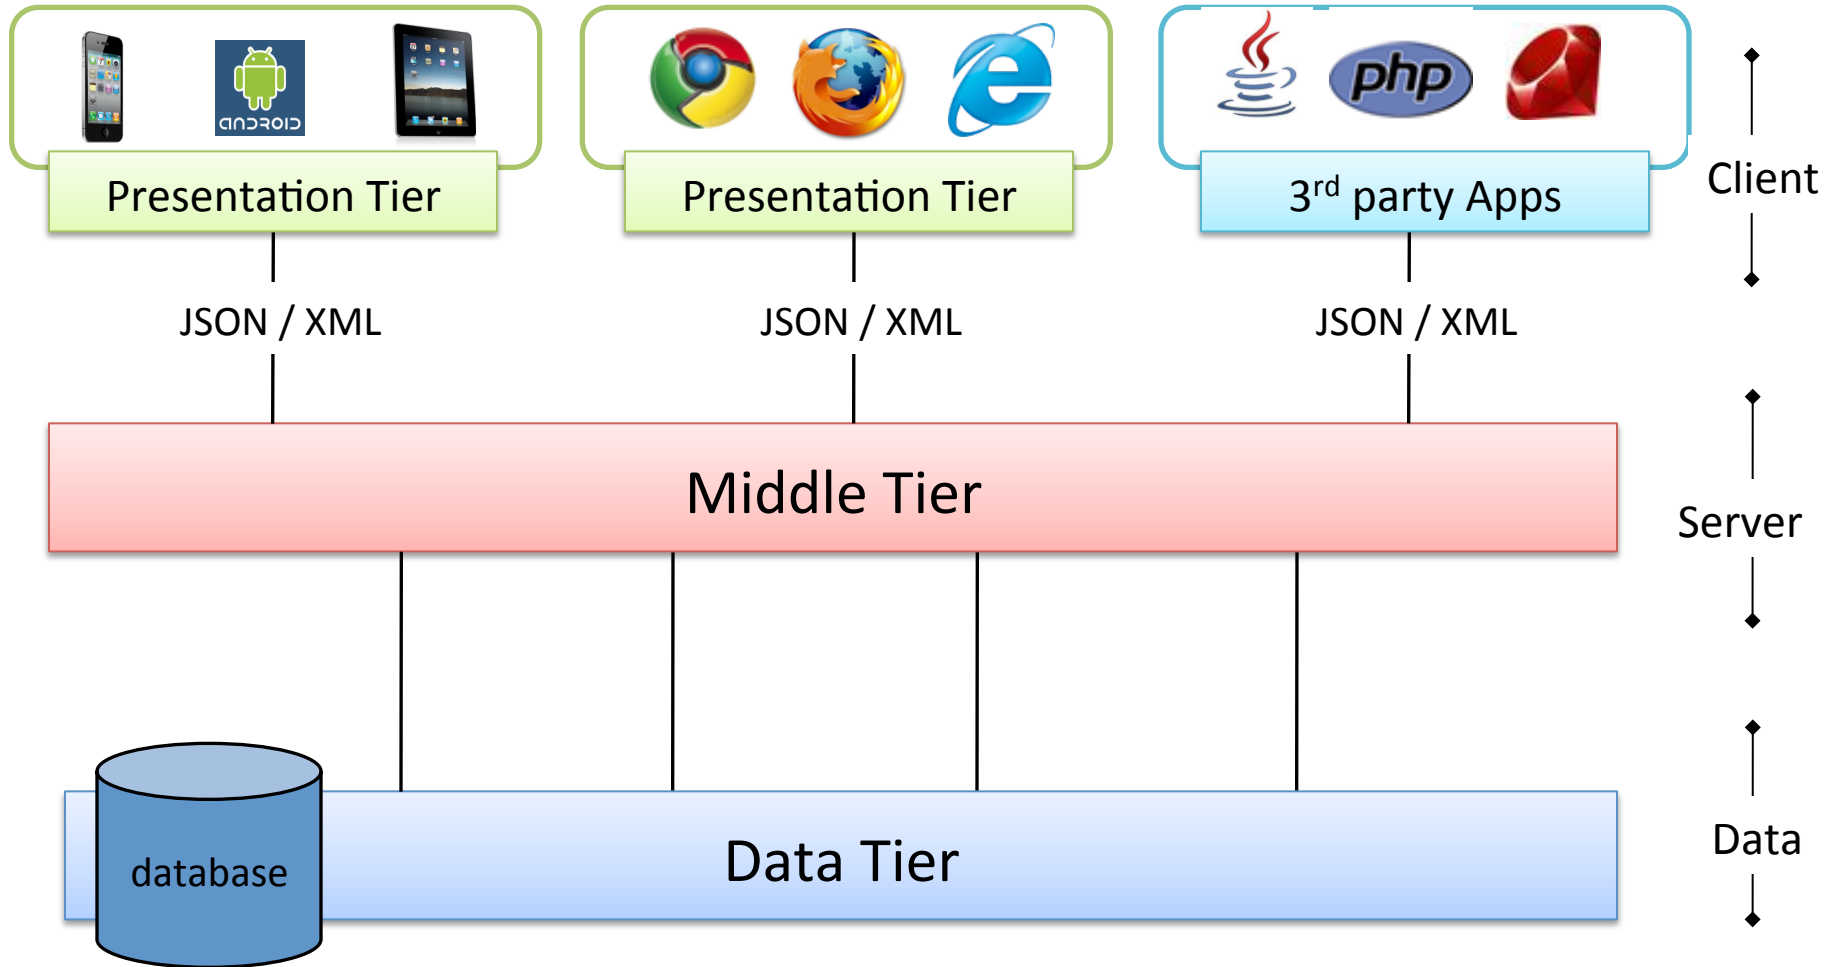 ANDROID
php
Presentation Tier
Presentation Tier
3rd party Apps
Client
JSON / XML
JSON / XML
JSON / XML
Middle Tier
Server
database
Data Tier
Data